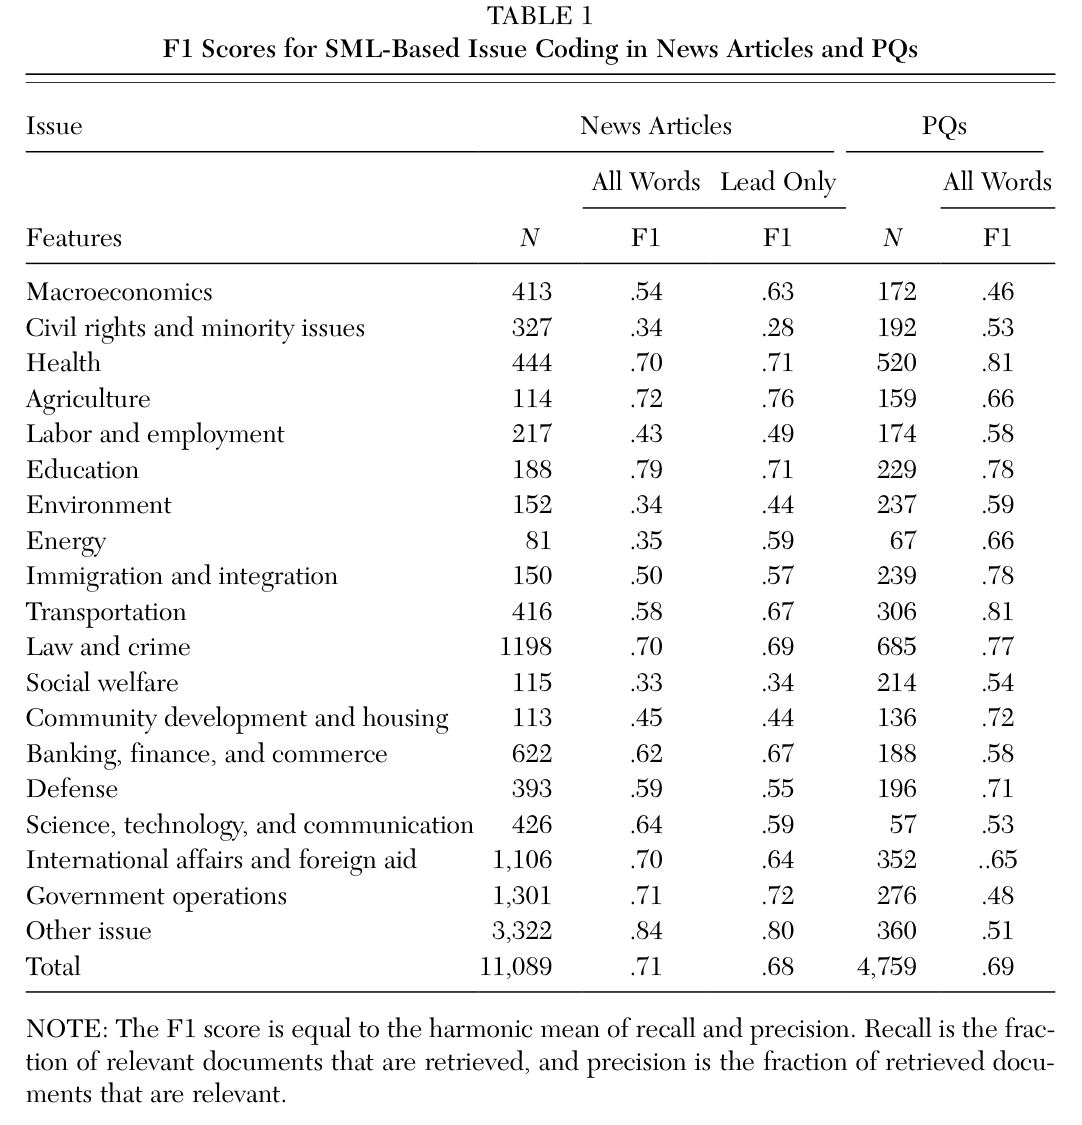 TABLE 1
F1 Scores for SML-Based Issue Coding in News Articles and PQs
Issue News Articles PQs
All Words Lead Only All Words
Features N F1 F1 N F1
Macroeconomics 413 .54 .63 172 .46
Civil rights and minority issues 327 .34 .28 192 .53
Health 444 .70 .71 520 .81
Agriculture 114 .72 .76 159 .66
Labor and employment 217 .43 .49 174 .58
Education 188 .79 .71 229 .78
Environment 152 .34 .44 237 .59
Energy 81 .35 .59 67 .66
Immigration and integration 150 .50 .57 239 .78
Transportation 416 .58 .67 306 .81
Law and crime 1198 .70 .69 685 .77
Social welfare 115 .33 .34 214 .54
Community development and housing 113 .45 .44 136 .72
Banking, finance, and commerce 622 .62 .67 188 .58
Defense 393 .59 .55 196 .71
Science, technology, and communication 426 .64 .59 57 .53
International affairs and foreign aid 1,106 .70 .64 352 ..65
Government operations 1,301 .71 .72 276 .48
Other issue 3,322 .84 .80 360 .51
Total 11,089 .71 .68 4,759 .69
NOTE: The F1 score is equal to the harmonic mean of recall and precision. Recall is the frac-
tion of relevant documents that are retrieved, and precision is the fraction of retrieved docu-
ments that are relevant.